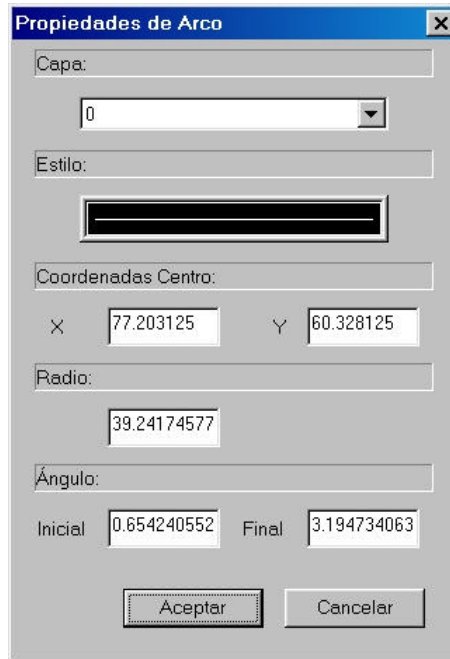 Propiedades de Arco
Capa:
0
Estilo:
Coordenadas Centro:
X 77.203125 Y 60.328125
Radio:
39.24174577
Ángulo:
Inicial 0.654240552 Final 3.194734063
Aceptar Cancelar